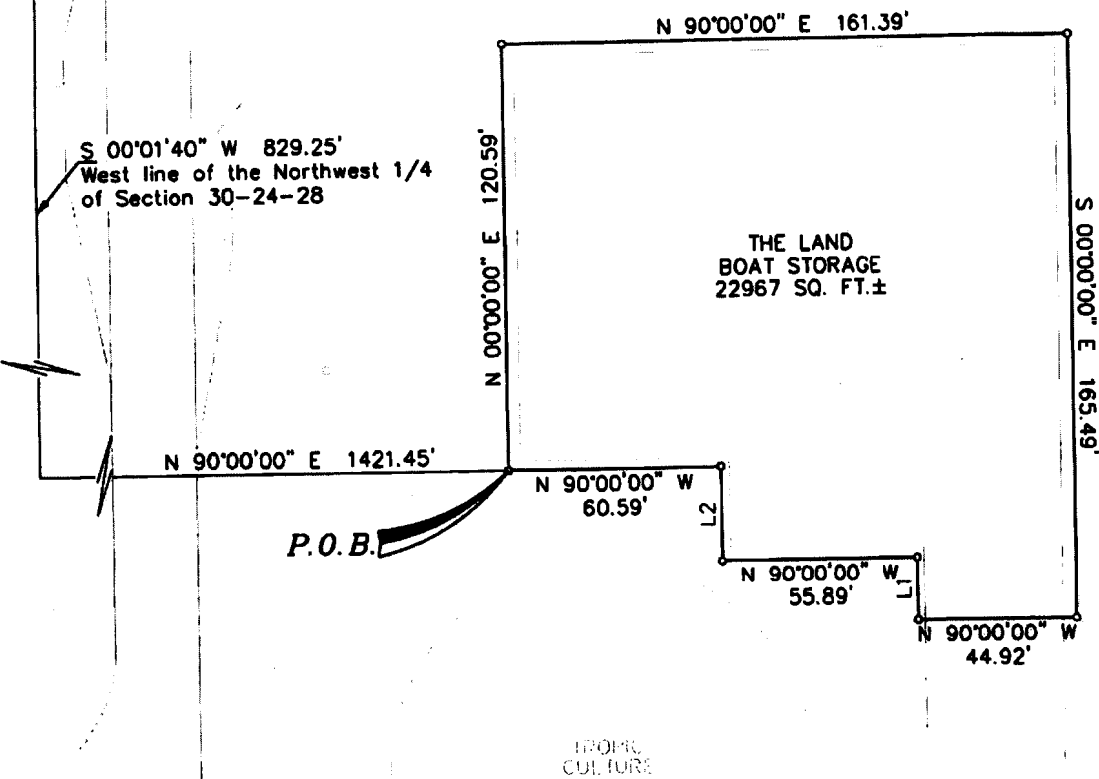 N 90°00'00" E 161.39'
S 00°01'40" W 829.25'
West line of the Northwest 1/4
of Section 30-24-28
N 00°00'00" E 120.59'
THE LAND
BOAT STORAGE
22967 SQ. FT.±
S 00°00'00" E 165.49'
N 90°00'00" E 1421.45'
P.O.B.
N 90°00'00" W
60.59'
L2
N 90°00'00" W
55.89'
L1
N 90°00'00" W
44.92'
CULTURE